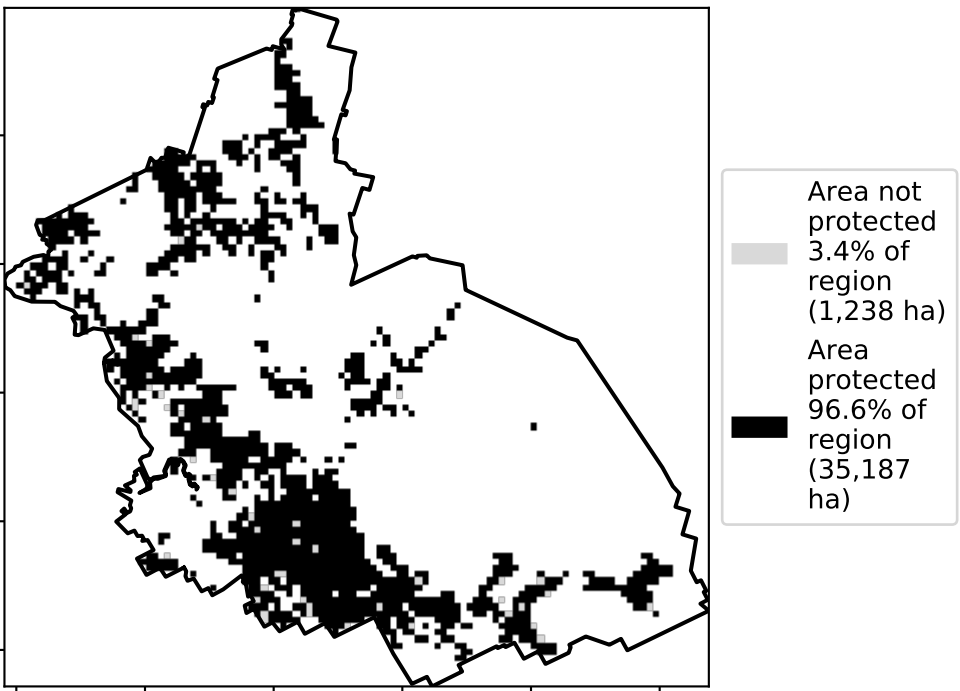 Area not
protected
3.4% of
region
(1,238 ha)
Area
protected
96.6% of
region
(35,187
ha)